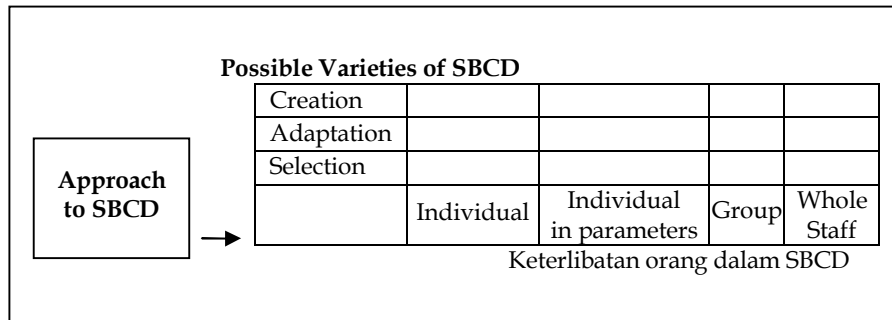 Possible Varieties of SBCD
Creation
Adaptation
Selection
Approach
to SBCD
Individual
Individual
in parameters
Group
Whole
Staff
Keterlibatan orang dalam SBCD